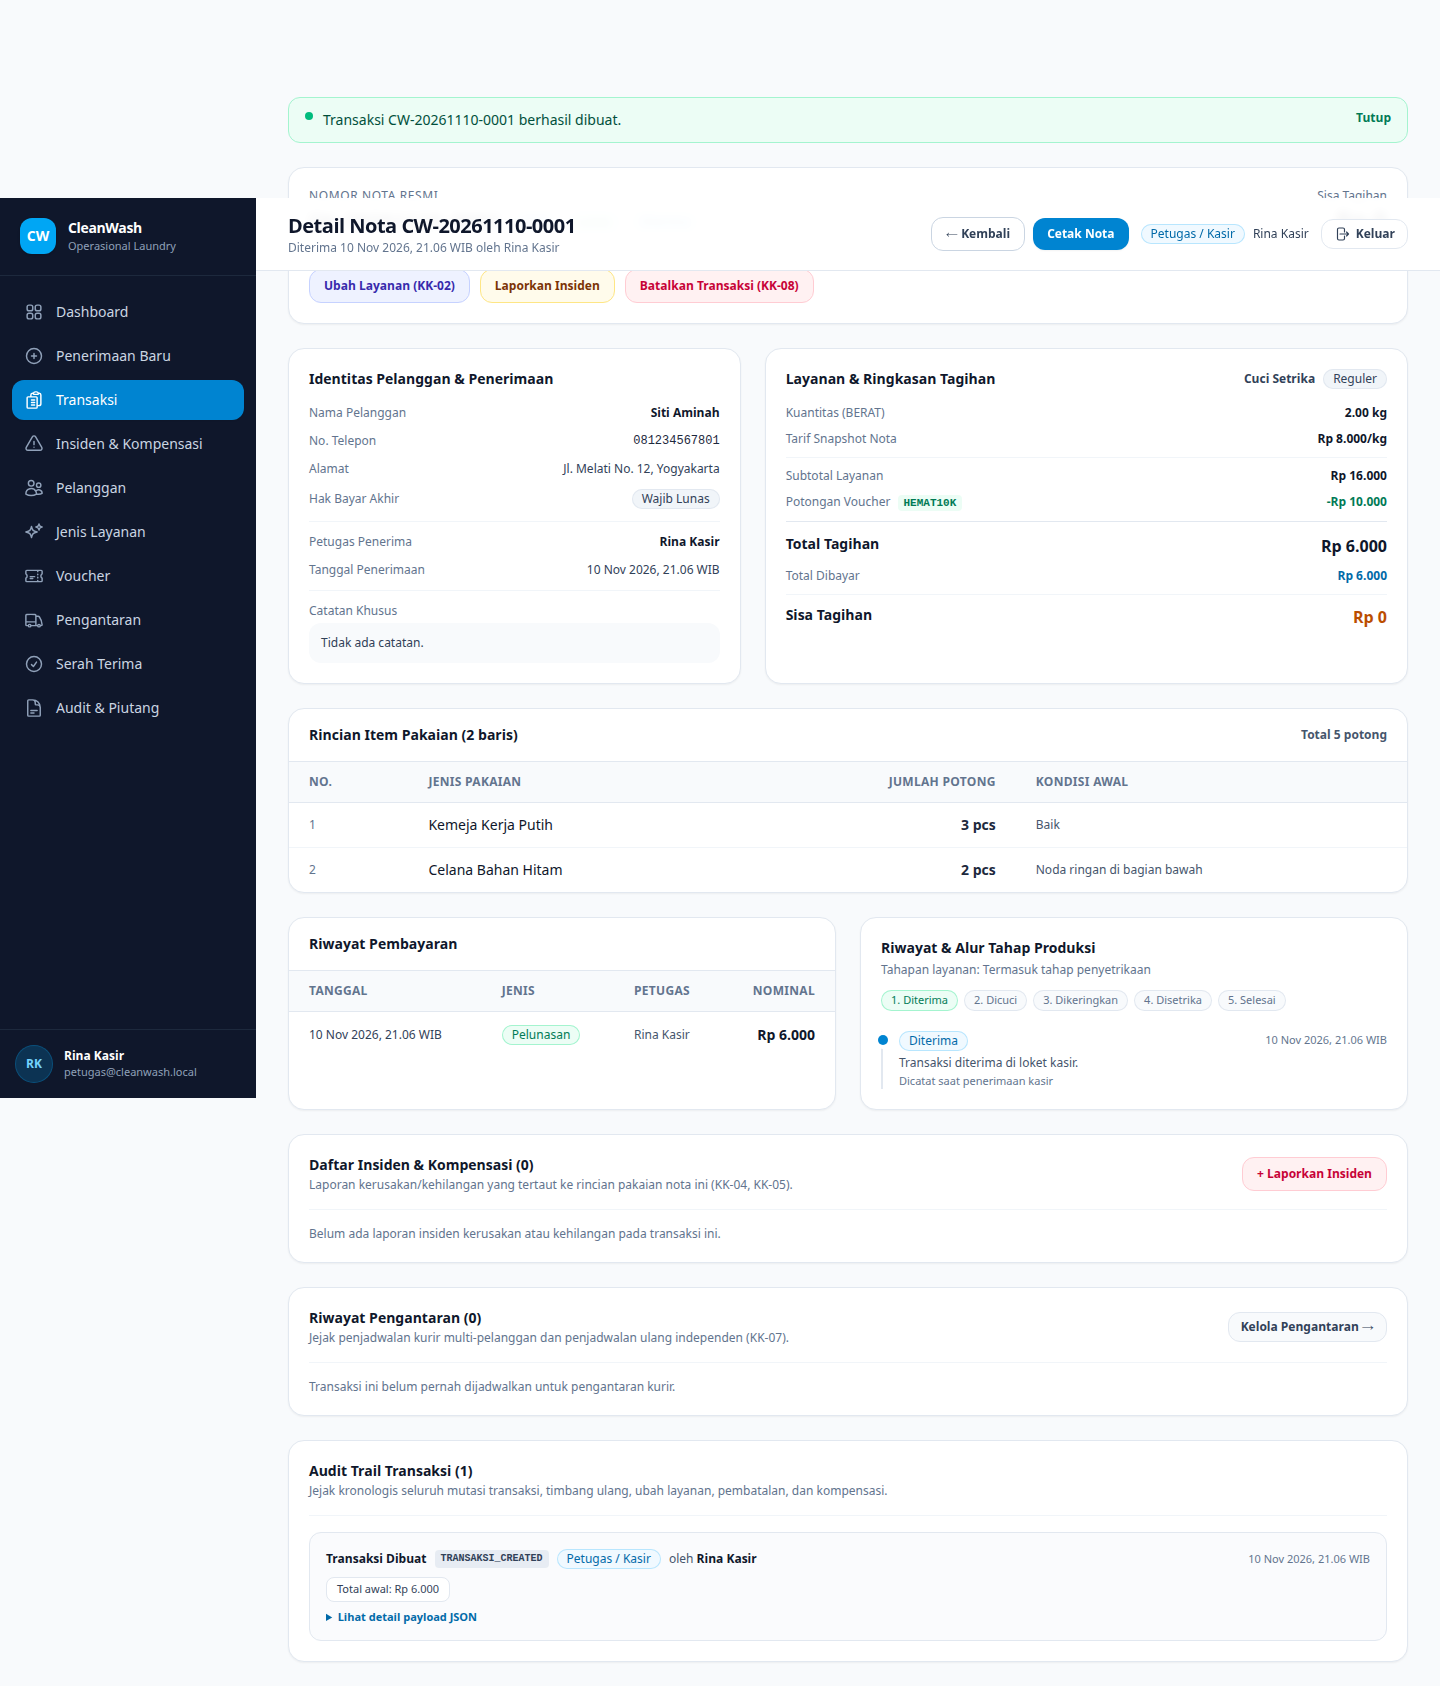 Transaksi CW-20261110-0001 berhasil dibuat.
Tutup
NOMOR NOTA RESMI
Sisa Tagihan
CW
CleanWash
Operasional Laundry
Detail Nota CW-20261110-0001
Diterima 10 Nov 2026, 21.06 WIB oleh Rina Kasir
← Kembali
Cetak Nota
Petugas / Kasir
Rina Kasir
Keluar
Dashboard
Penerimaan Baru
Transaksi
Insiden & Kompensasi
Pelanggan
Jenis Layanan
Voucher
Pengantaran
Serah Terima
Audit & Piutang
RK
Rina Kasir
petugas@cleanwash.local
Ubah Layanan (KK-02)
Laporkan Insiden
Batalkan Transaksi (KK-08)
Identitas Pelanggan & Penerimaan
Nama Pelanggan
Siti Aminah
No. Telepon
081234567801
Alamat
Jl. Melati No. 12, Yogyakarta
Hak Bayar Akhir
Wajib Lunas
Petugas Penerima
Rina Kasir
Tanggal Penerimaan
10 Nov 2026, 21.06 WIB
Catatan Khusus
Tidak ada catatan.
Layanan & Ringkasan Tagihan
Cuci Setrika
Reguler
Kuantitas (BERAT)
2.00 kg
Tarif Snapshot Nota
Rp 8.000/kg
Subtotal Layanan
Rp 16.000
Potongan Voucher HEMAT10K
-Rp 10.000
Total Tagihan
Rp 6.000
Total Dibayar
Rp 6.000
Sisa Tagihan
Rp 0
Rincian Item Pakaian (2 baris)
Total 5 potong
NO. JENIS PAKAIAN JUMLAH POTONG KONDISI AWAL
1 Kemeja Kerja Putih 3 pcs Baik
2 Celana Bahan Hitam 2 pcs Noda ringan di bagian bawah
Riwayat Pembayaran
TANGGAL JENIS PETUGAS NOMINAL
10 Nov 2026, 21.06 WIB Pelunasan Rina Kasir Rp 6.000
Riwayat & Alur Tahap Produksi
Tahapan layanan: Termasuk tahap penyetrikaan
1. Diterima 2. Dicuci 3. Dikeringkan 4. Disetrika 5. Selesai
Diterima
10 Nov 2026, 21.06 WIB
Transaksi diterima di loket kasir.
Dicatat saat penerimaan kasir
Daftar Insiden & Kompensasi (0)
Laporan kerusakan/kehilangan yang tertaut ke rincian pakaian nota ini (KK-04, KK-05).
+ Laporkan Insiden
Belum ada laporan insiden kerusakan atau kehilangan pada transaksi ini.
Riwayat Pengantaran (0)
Jejak penjadwalan kurir multi-pelanggan dan penjadwalan ulang independen (KK-07).
Kelola Pengantaran →
Transaksi ini belum pernah dijadwalkan untuk pengantaran kurir.
Audit Trail Transaksi (1)
Jejak kronologis seluruh mutasi transaksi, timbang ulang, ubah layanan, pembatalan, dan kompensasi.
Transaksi Dibuat TRANSAKSI_CREATED Petugas / Kasir oleh Rina Kasir
10 Nov 2026, 21.06 WIB
Total awal: Rp 6.000
▶ Lihat detail payload JSON